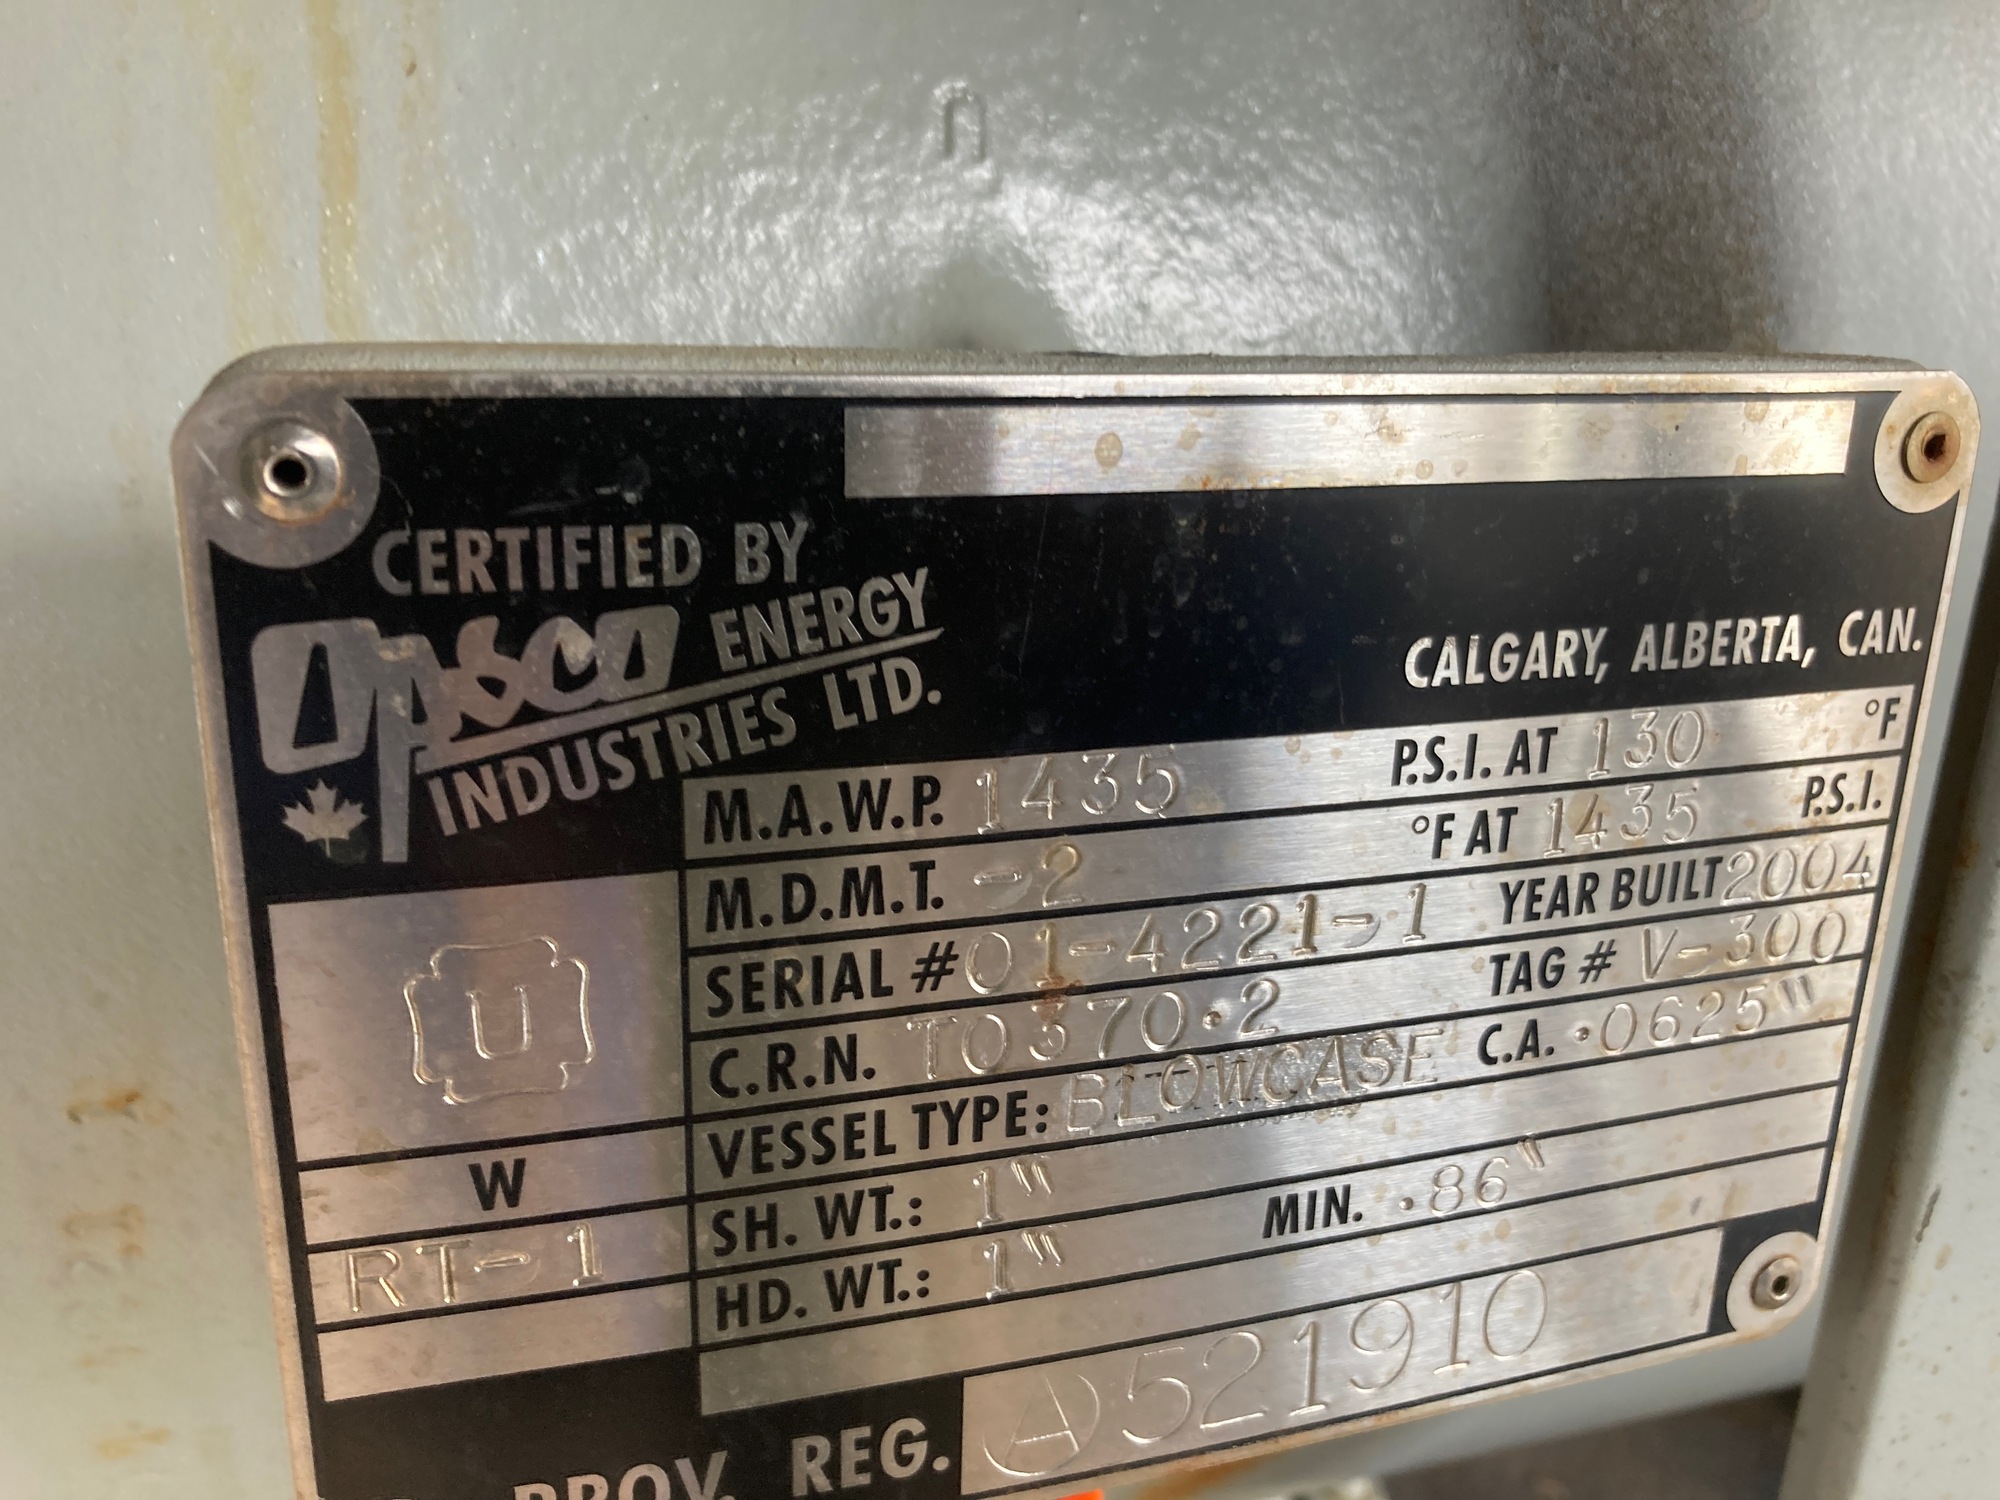 CERTIFIED BY
OPSCO ENERGY
INDUSTRIES LTD.
CALGARY, ALBERTA, CAN.
M.A.W.P. 1435 P.S.I. AT 130 °F
M.D.M.T. -2 °F AT 1435 P.S.I.
SERIAL # 01-4221-1 YEAR BUILT 2004
C.R.N. T0370.2 TAG # V-300
VESSEL TYPE: BLOWCASE C.A. .0625"
SH. WT.: 1"
HD. WT.: 1" MIN. .86"
U
W
RT-1
PROV. REG. A 521910